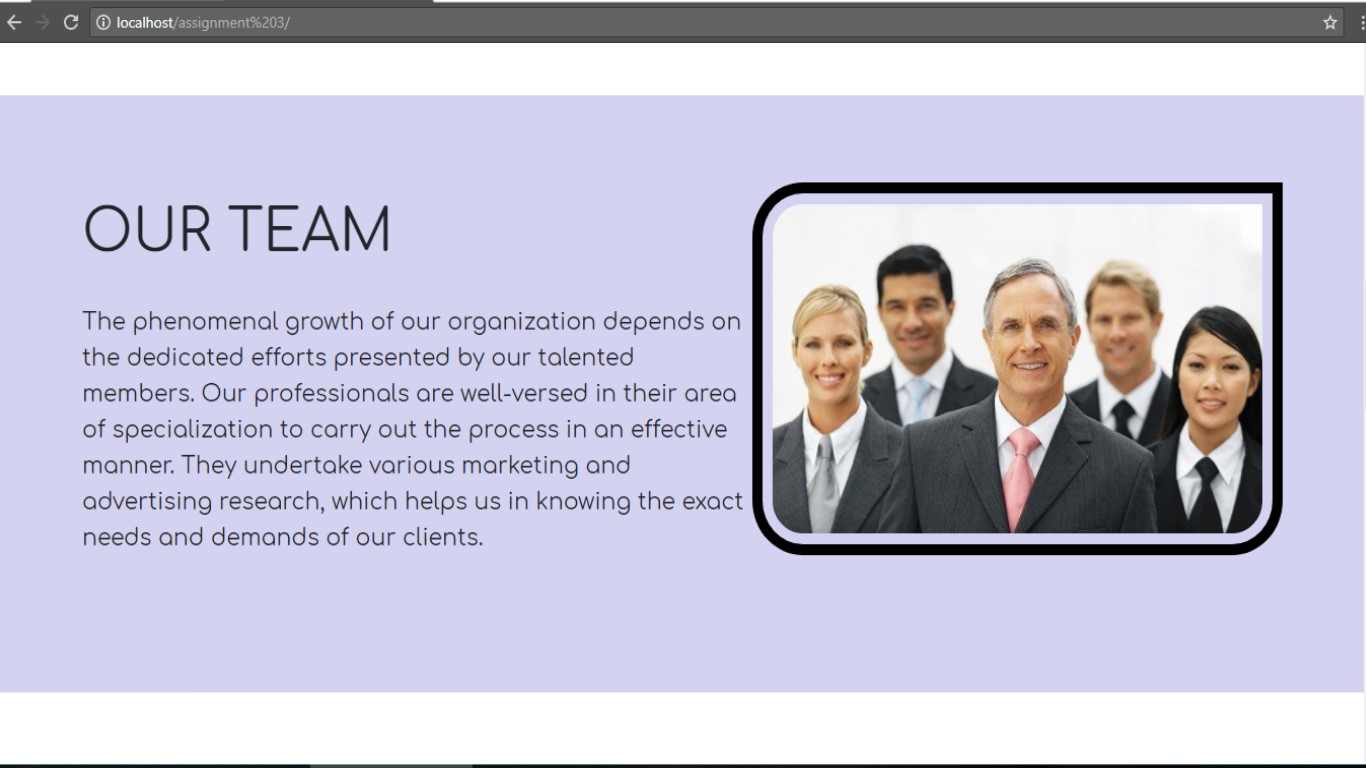 localhost/assignment%203/
OUR TEAM
The phenomenal growth of our organization depends on
the dedicated efforts presented by our talented
members. Our professionals are well-versed in their area
of specialization to carry out the process in an effective
manner. They undertake various marketing and
advertising research, which helps us in knowing the exact
needs and demands of our clients.